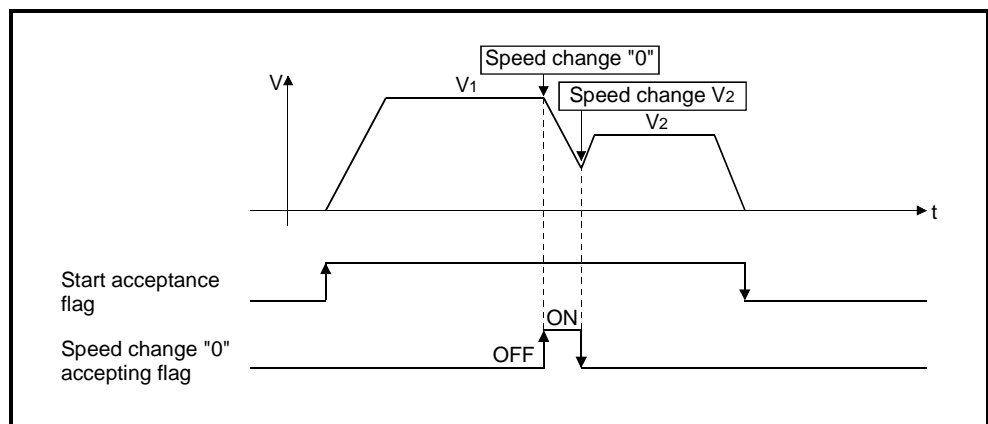 Speed change "0"
V
V1
Speed change V2
V2
t
Start acceptance
flag
ON
OFF
Speed change "0"
accepting flag